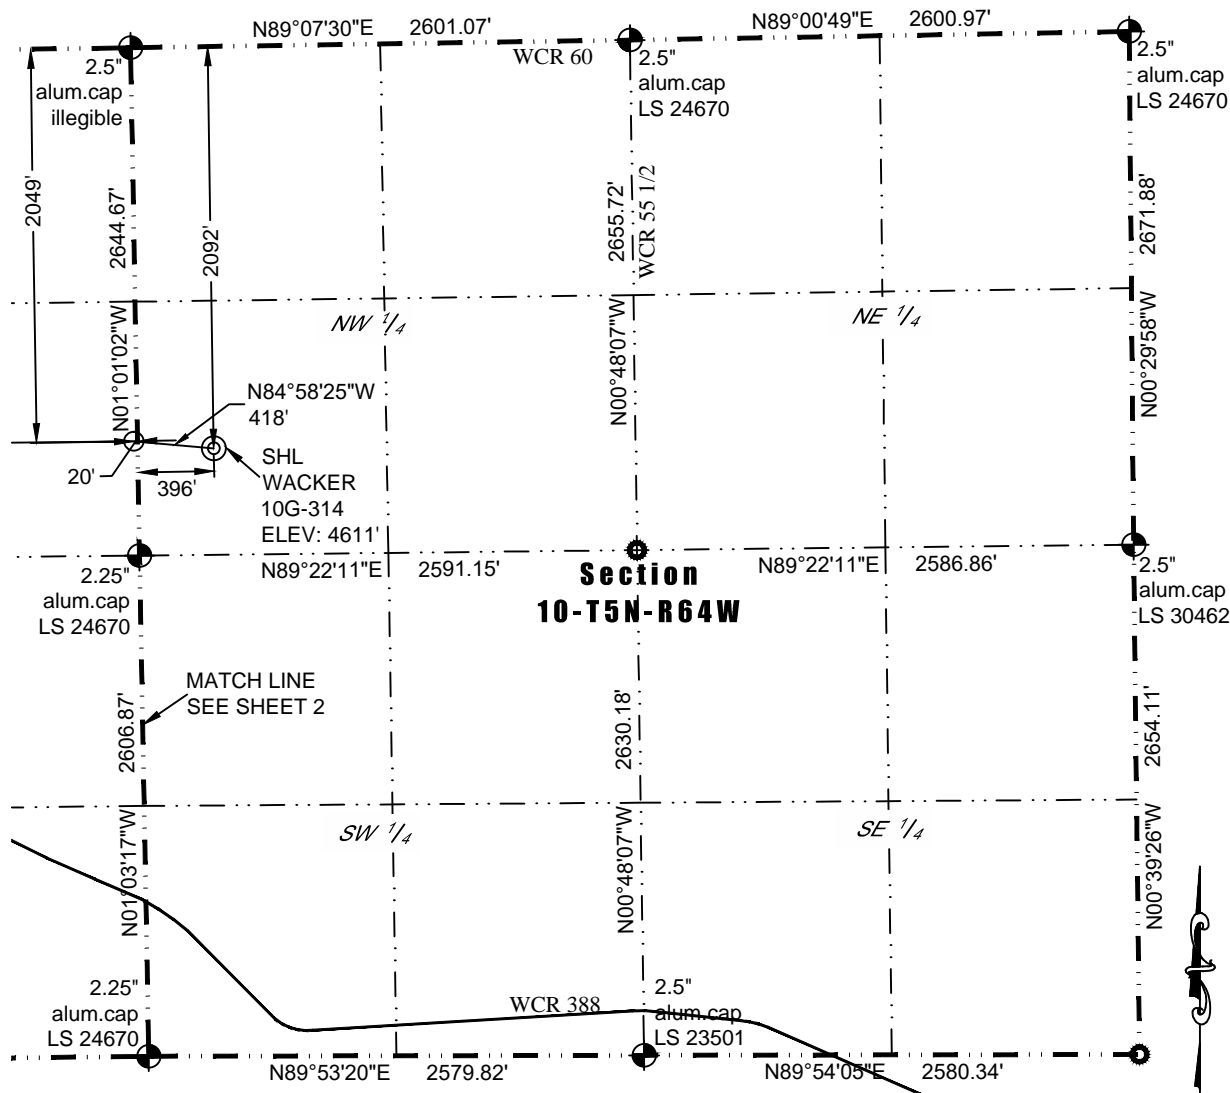 N89°07'30"E 2601.07'
N89°00'49"E 2600.97'
WCR 60
2.5"
alum.cap
illegible
2.5"
alum.cap
LS 24670
2.5"
alum.cap
LS 24670
2049'
2644.67'
2092'
2655.72'
WCR 55 1/2
2671.88'
NW 1/4
NE 1/4
N01°01'02"W
N00°48'07"W
N00°29'58"W
N84°58'25"W
418'
20'
396'
SHL
WACKER
10G-314
ELEV: 4611'
N89°22'11"E 2591.15'
N89°22'11"E 2586.86'
2.25"
alum.cap
LS 24670
Section
10-T5N-R64W
2.5"
alum.cap
LS 30462
MATCH LINE
SEE SHEET 2
2606.87'
2630.18'
2654.11'
SW 1/4
SE 1/4
N01°03'17"W
N00°48'07"W
N00°39'26"W
2.25"
alum.cap
LS 24670
WCR 388
2.5"
alum.cap
LS 23501
N89°53'20"E 2579.82'
N89°54'05"E 2580.34'